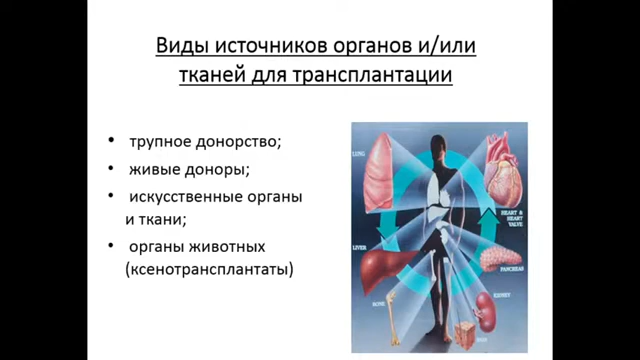 Виды источников органов и/или
тканей для трансплантации
• трупное донорство;
• живые доноры;
• искусственные органы
и ткани;
• органы животных
(ксенотрансплантаты)
LUNG
HEART &
HEART
VALVE
LIVER
PANCREAS
KIDNEY
BONE